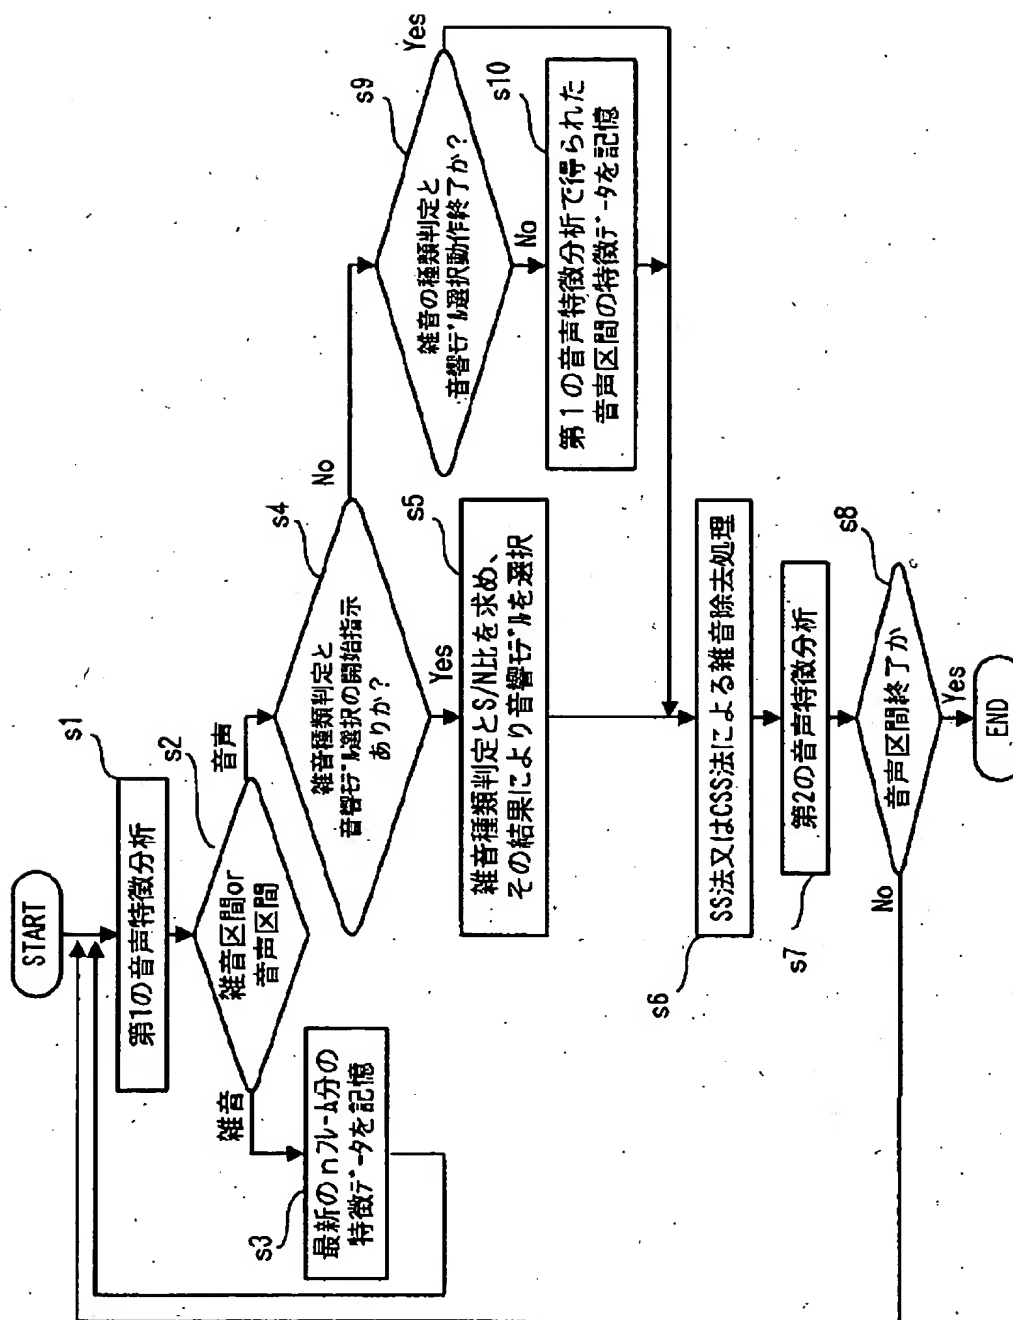 START
第1の音声特徴分析
s1
雑音区間or
音声区間
s2
雑音
音声
最新のnフレーム分の
特徴データを記憶
s3
雑音種類判定と
音響モデル選択の開始指示
ありか?
s4
No
Yes
雑音種類判定とS/N比を求め、
その結果により音響モデルを選択
s5
雑音の種類判定と
音響モデル選択動作終了か?
s9
Yes
No
第1の音声特徴分析で得られた
音声区間の特徴データを記憶
s10
SS法又はCSS法による雑音除去処理
s6
第2の音声特徴分析
s7
音声区間終了か
s8
No
Yes
END